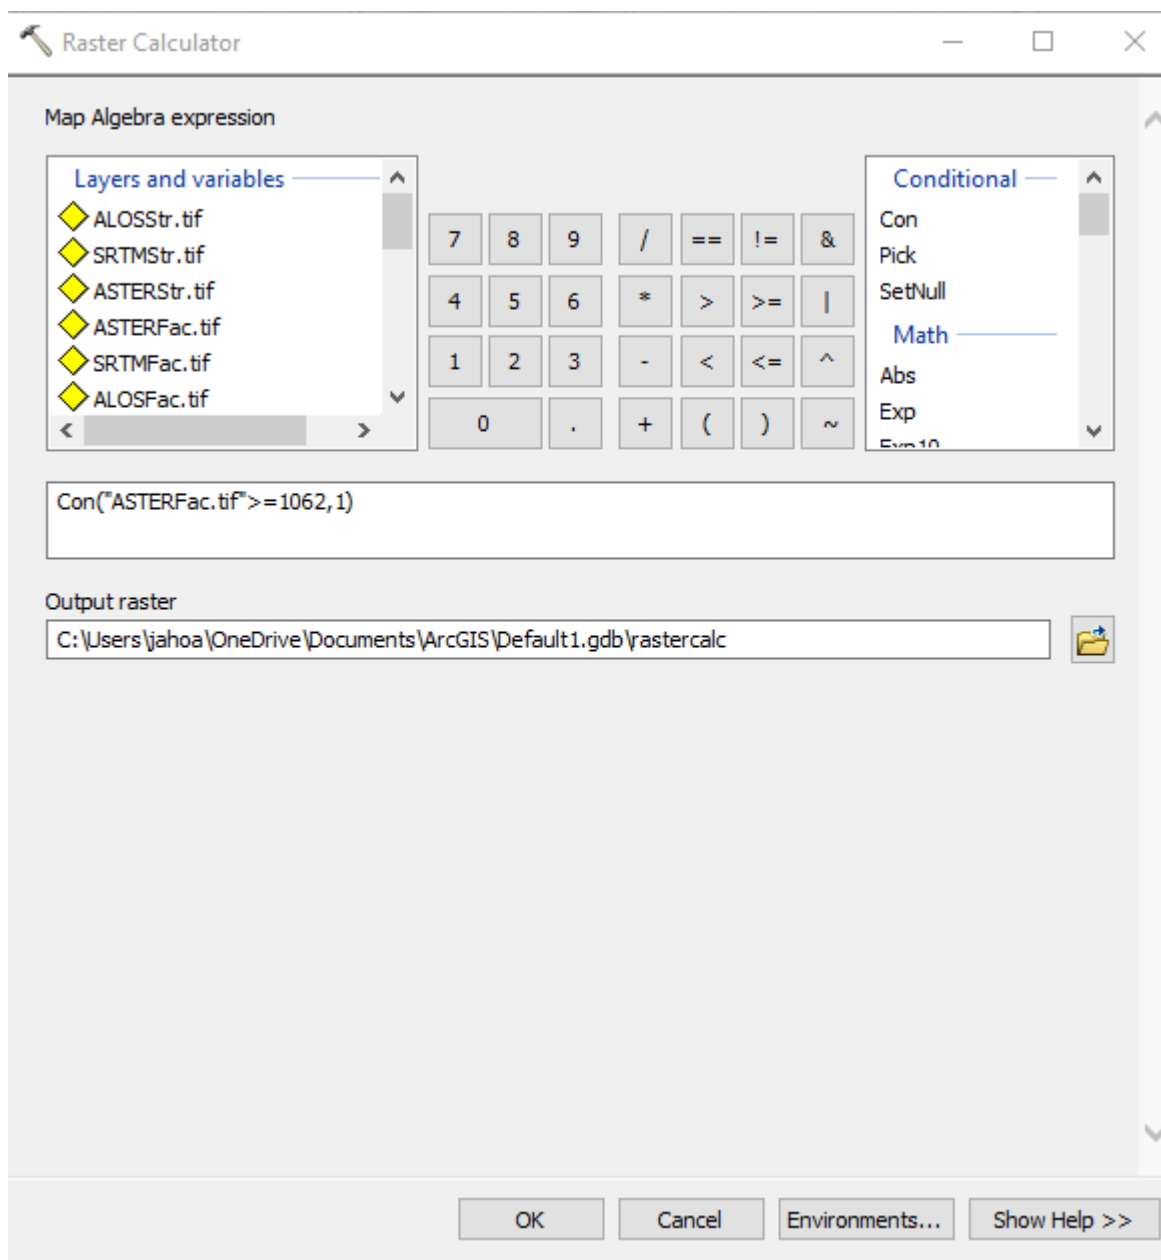 Raster Calculator
Map Algebra expression
Layers and variables
ALOSStr.tif
SRTMStr.tif
ASTERStr.tif
ASTERFac.tif
SRTMFac.tif
ALOSFac.tif
7 8 9 / == != &
4 5 6 * > >= |
1 2 3 - < <= ^
0 . + ( ) ~
Conditional
Con
Pick
SetNull
Math
Abs
Exp
Exp10
Con("ASTERFac.tif">=1062,1)
Output raster
C:\Users\jahoa\OneDrive\Documents\ArcGIS\Default1.gdb\rastercalc
OK Cancel Environments... Show Help >>